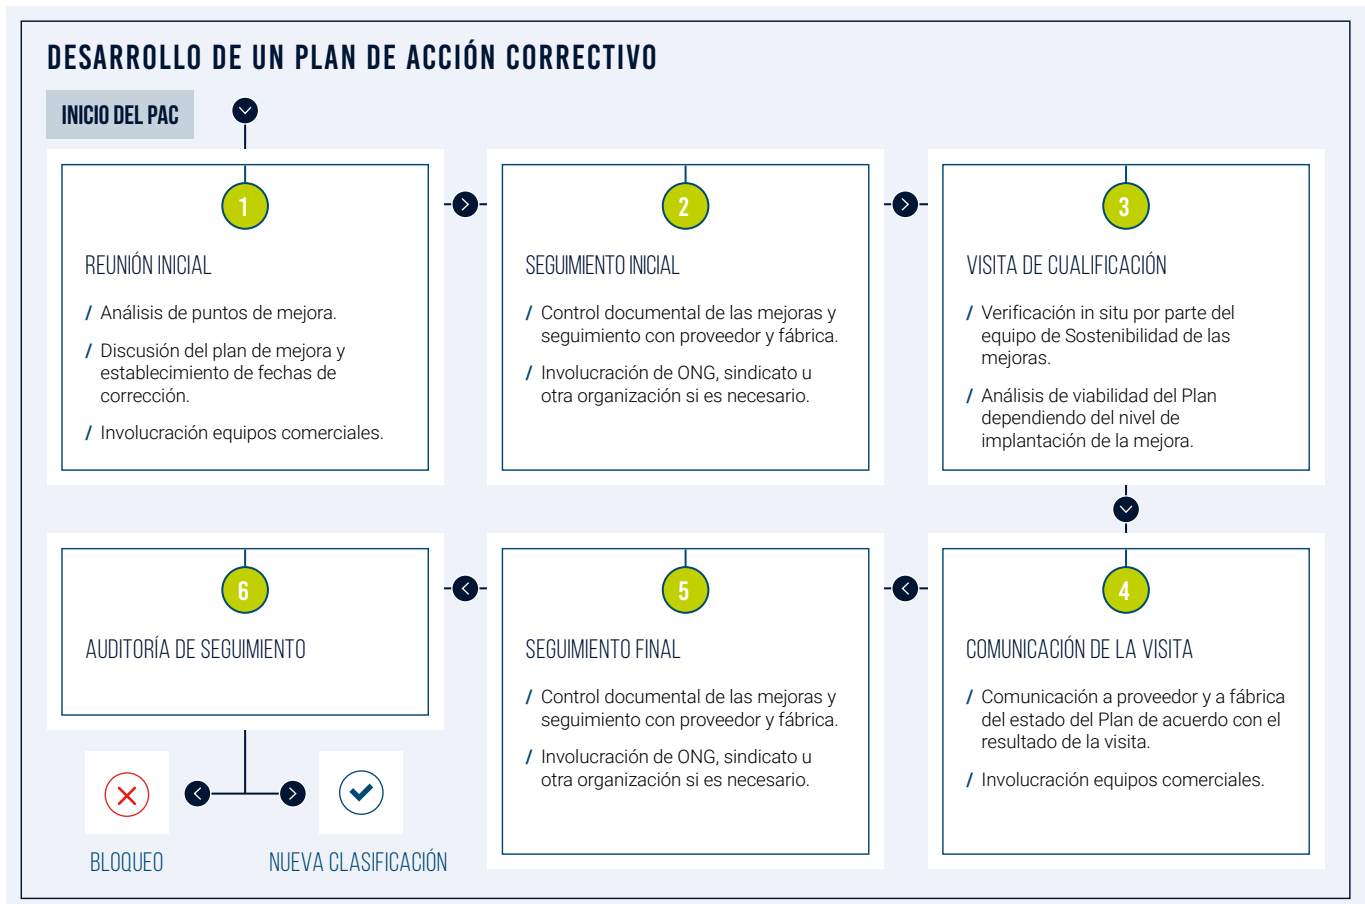 DESARROLLO DE UN PLAN DE ACCIÓN CORRECTIVO
INICIO DEL PAC
1
REUNIÓN INICIAL
/ Análisis de puntos de mejora.
/ Discusión del plan de mejora y
establecimiento de fechas de
corrección.
/ Involucración equipos comerciales.
2
SEGUIMIENTO INICIAL
/ Control documental de las mejoras y
seguimiento con proveedor y fábrica.
/ Involucración de ONG, sindicato u
otra organización si es necesario.
3
VISITA DE CUALIFICACIÓN
/ Verificación in situ por parte del
equipo de Sostenibilidad de las
mejoras.
/ Análisis de viabilidad del Plan
dependiendo del nivel de
implantación de la mejora.
4
COMUNICACIÓN DE LA VISITA
/ Comunicación a proveedor y a fábrica
del estado del Plan de acuerdo con el
resultado de la visita.
/ Involucración equipos comerciales.
5
SEGUIMIENTO FINAL
/ Control documental de las mejoras y
seguimiento con proveedor y fábrica.
/ Involucración de ONG, sindicato u
otra organización si es necesario.
6
AUDITORÍA DE SEGUIMIENTO
BLOQUEO
NUEVA CLASIFICACIÓN